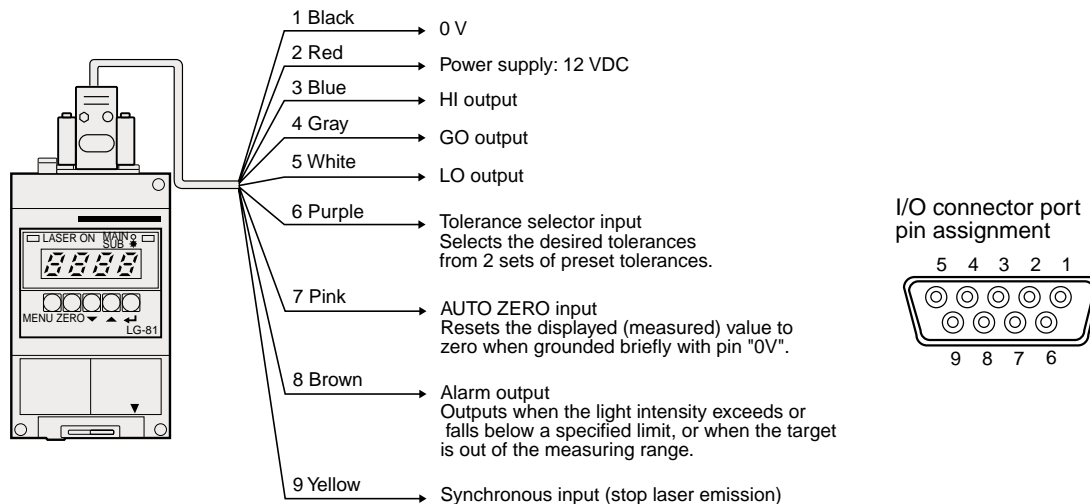 1 Black
0 V
2 Red
Power supply: 12 VDC
3 Blue
HI output
4 Gray
GO output
5 White
LO output
6 Purple
Tolerance selector input
Selects the desired tolerances
from 2 sets of preset tolerances.
7 Pink
AUTO ZERO input
Resets the displayed (measured) value to
zero when grounded briefly with pin "0V".
8 Brown
Alarm output
Outputs when the light intensity exceeds or
falls below a specified limit, or when the target
is out of the measuring range.
9 Yellow
Synchronous input (stop laser emission)
LASER ON MAIN
SUB
8888
MENU ZERO
LG-81
I/O connector port
pin assignment
5 4 3 2 1
9 8 7 6